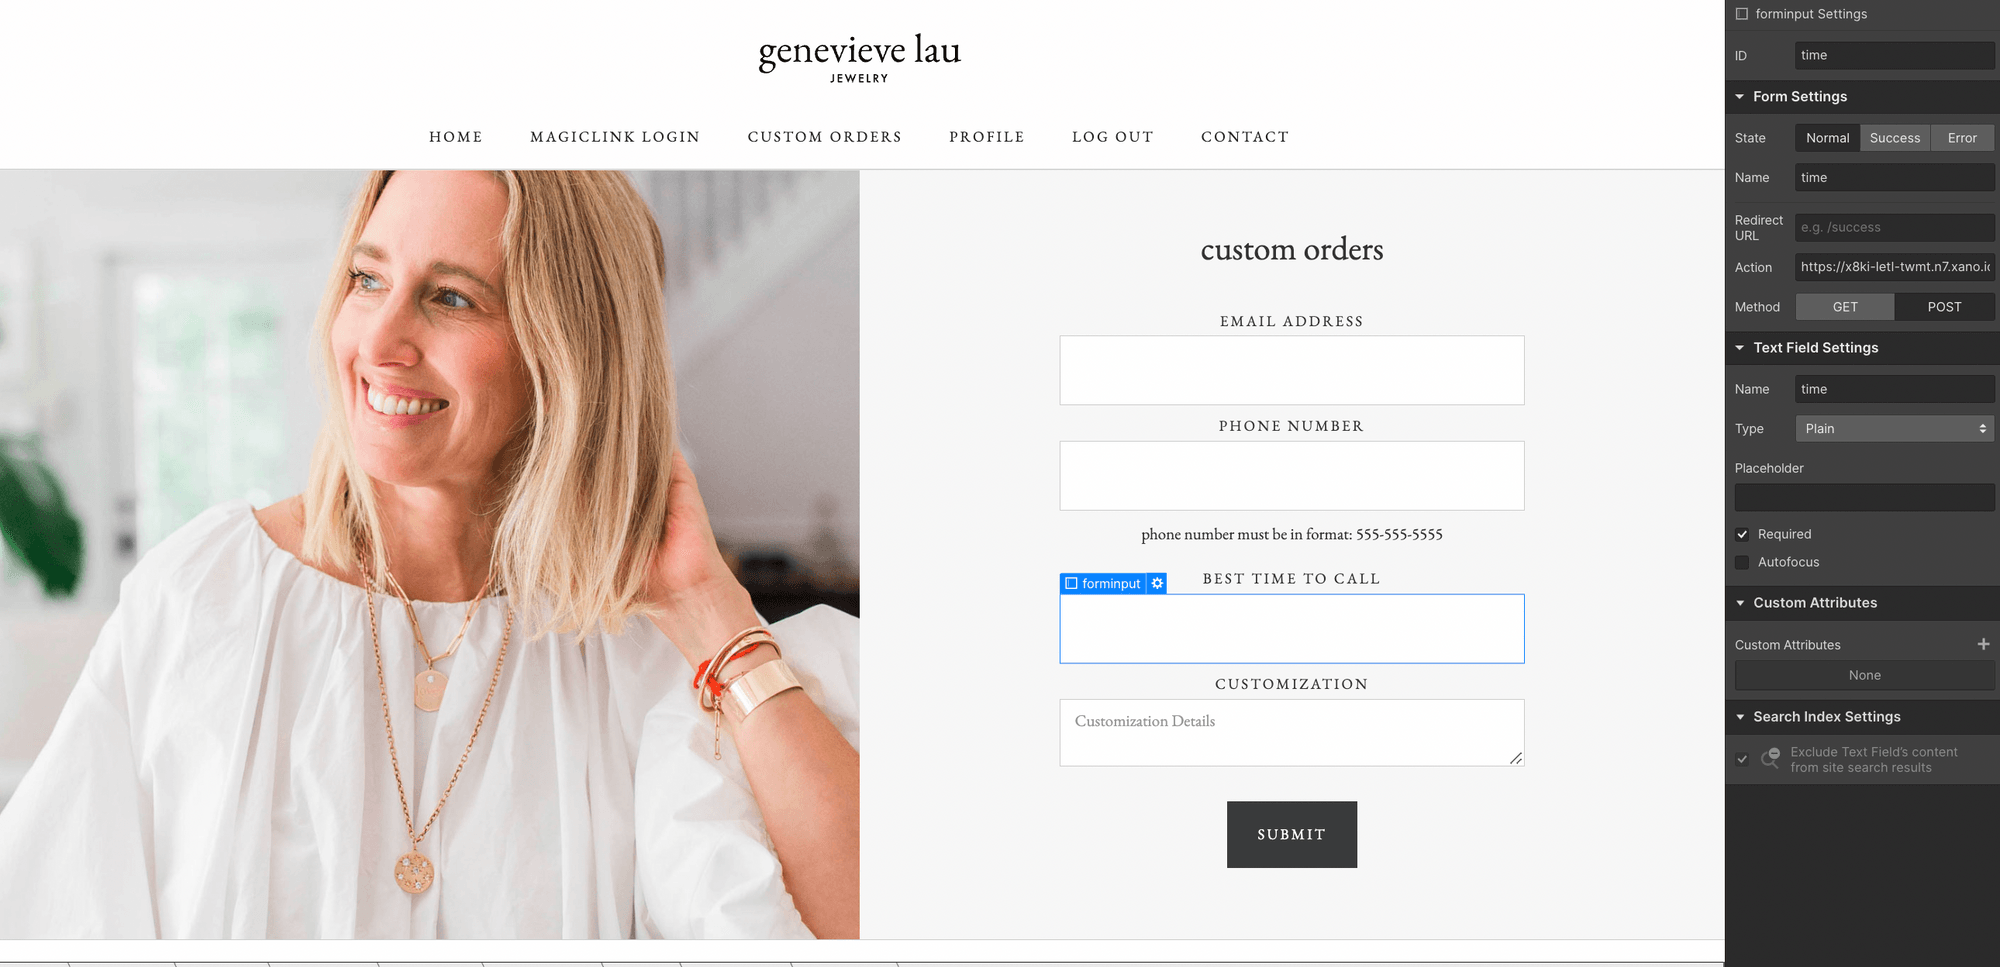 genevieve lau
JEWELRY
HOME MAGICLINK LOGIN CUSTOM ORDERS PROFILE LOG OUT CONTACT
custom orders
EMAIL ADDRESS
PHONE NUMBER
phone number must be in format: 555-555-5555
forminput
BEST TIME TO CALL
CUSTOMIZATION
Customization Details
SUBMIT
forminput Settings
ID time
Form Settings
State Normal Success Error
Name time
Redirect
URL e.g. /success
Action https://x8ki-letl-twmt.n7.xano.ic
Method GET POST
Text Field Settings
Name time
Type Plain
Placeholder
Required
Autofocus
Custom Attributes
Custom Attributes
None
Search Index Settings
Exclude Text Field's content
from site search results